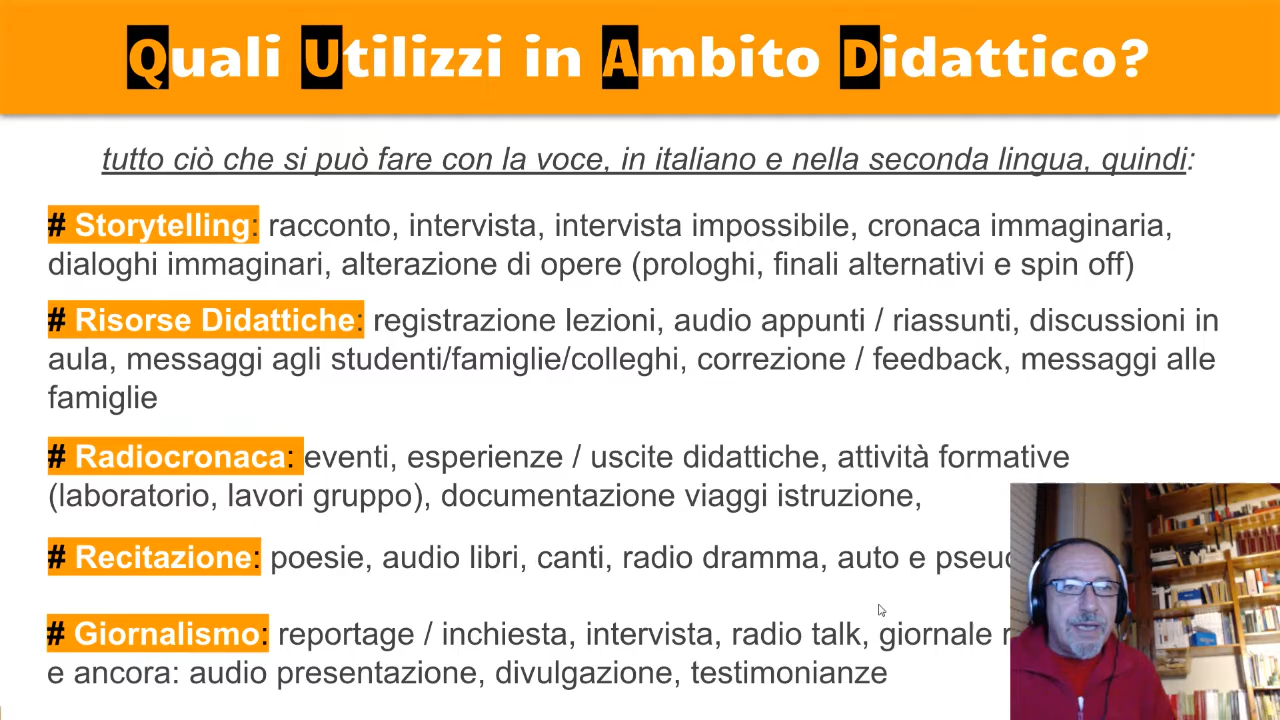 Quali Utilizzi in Ambito Didattico?
tutto ciò che si può fare con la voce, in italiano e nella seconda lingua, quindi:
# Storytelling: racconto, intervista, intervista impossibile, cronaca immaginaria,
dialoghi immaginari, alterazione di opere (prologhi, finali alternativi e spin off)
# Risorse Didattiche: registrazione lezioni, audio appunti / riassunti, discussioni in
aula, messaggi agli studenti/famiglie/colleghi, correzione / feedback, messaggi alle
famiglie
# Radiocronaca: eventi, esperienze / uscite didattiche, attività formative
(laboratorio, lavori gruppo), documentazione viaggi istruzione,
# Recitazione: poesie, audio libri, canti, radio dramma, auto e
# Giornalismo: reportage / inchiesta, intervista, radio talk, giornale
e ancora: audio presentazione, divulgazione, testimonianze